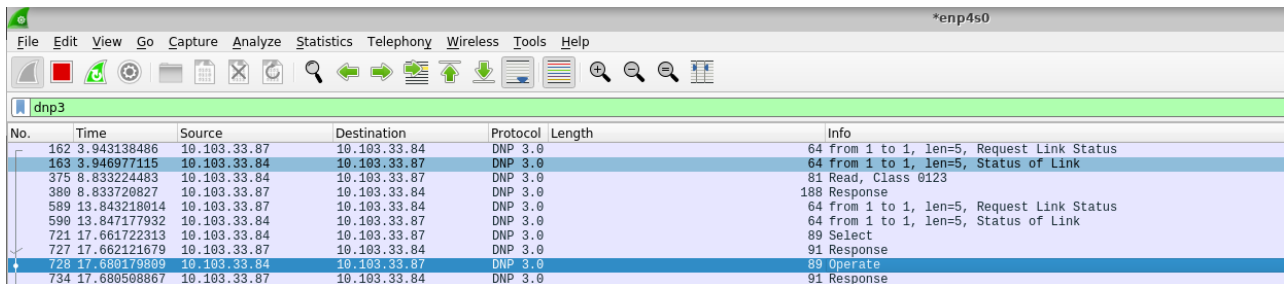 *enp4s0
File Edit View Go Capture Analyze Statistics Telephony Wireless Tools Help
dnp3
No. Time Source Destination Protocol Length Info
162 3.943138486 10.103.33.87 10.103.33.84 DNP 3.0 64 from 1 to 1, len=5, Request Link Status
163 3.946977115 10.103.33.84 10.103.33.87 DNP 3.0 64 from 1 to 1, len=5, Status of Link
375 8.833224483 10.103.33.84 10.103.33.87 DNP 3.0 81 Read, Class 0123
380 8.833720827 10.103.33.87 10.103.33.84 DNP 3.0 188 Response
589 13.843218014 10.103.33.87 10.103.33.84 DNP 3.0 64 from 1 to 1, len=5, Request Link Status
590 13.847177932 10.103.33.84 10.103.33.87 DNP 3.0 64 from 1 to 1, len=5, Status of Link
721 17.661722313 10.103.33.84 10.103.33.87 DNP 3.0 89 Select
727 17.662121679 10.103.33.87 10.103.33.84 DNP 3.0 91 Response
728 17.680179809 10.103.33.84 10.103.33.87 DNP 3.0 89 Operate
734 17.680508867 10.103.33.87 10.103.33.84 DNP 3.0 91 Response